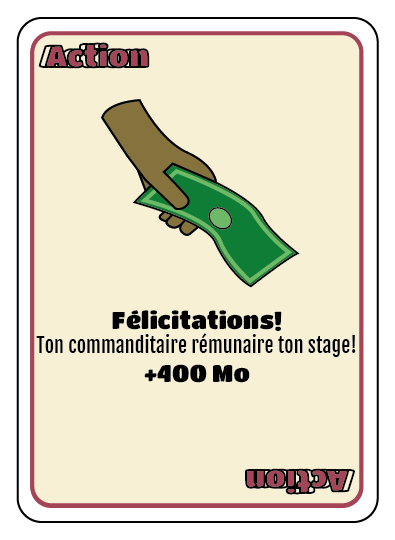 Action
Félicitations!
Ton commanditaire rémunaire ton stage!
+400 Mo
Action